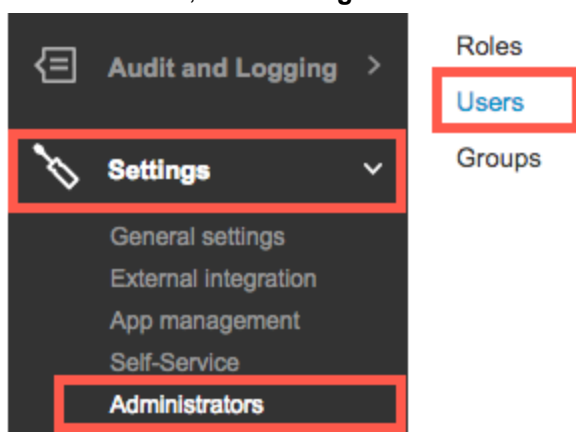 Audit and Logging >
Settings
General settings
External integration
App management
Self-Service
Administrators
Roles
Users
Groups